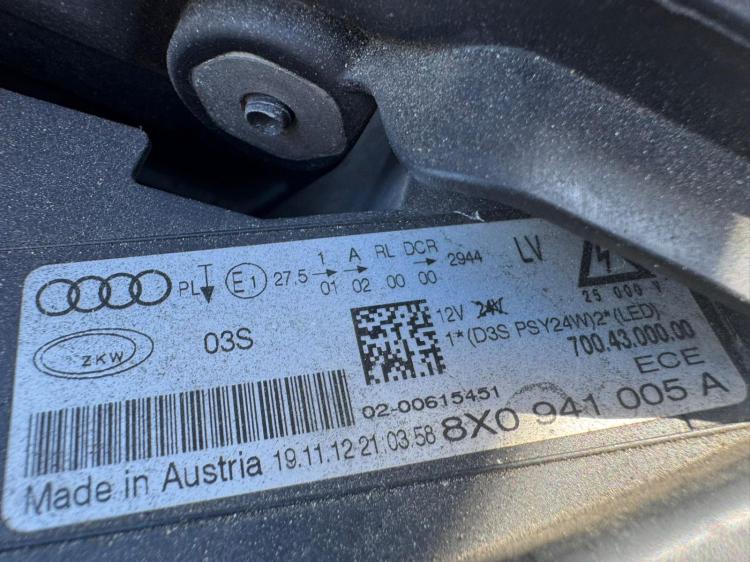 PL E1 27.5 1 A RL DCR 2944 LV
01 02 00 00
25 000 V
03S
12V 24V
ZKW
1*(D3S PSY24W)2*(LED)
700.43.000.00
ECE
02-00615451
8X0 941 005 A
Made in Austria 19.11.12-21 03:58